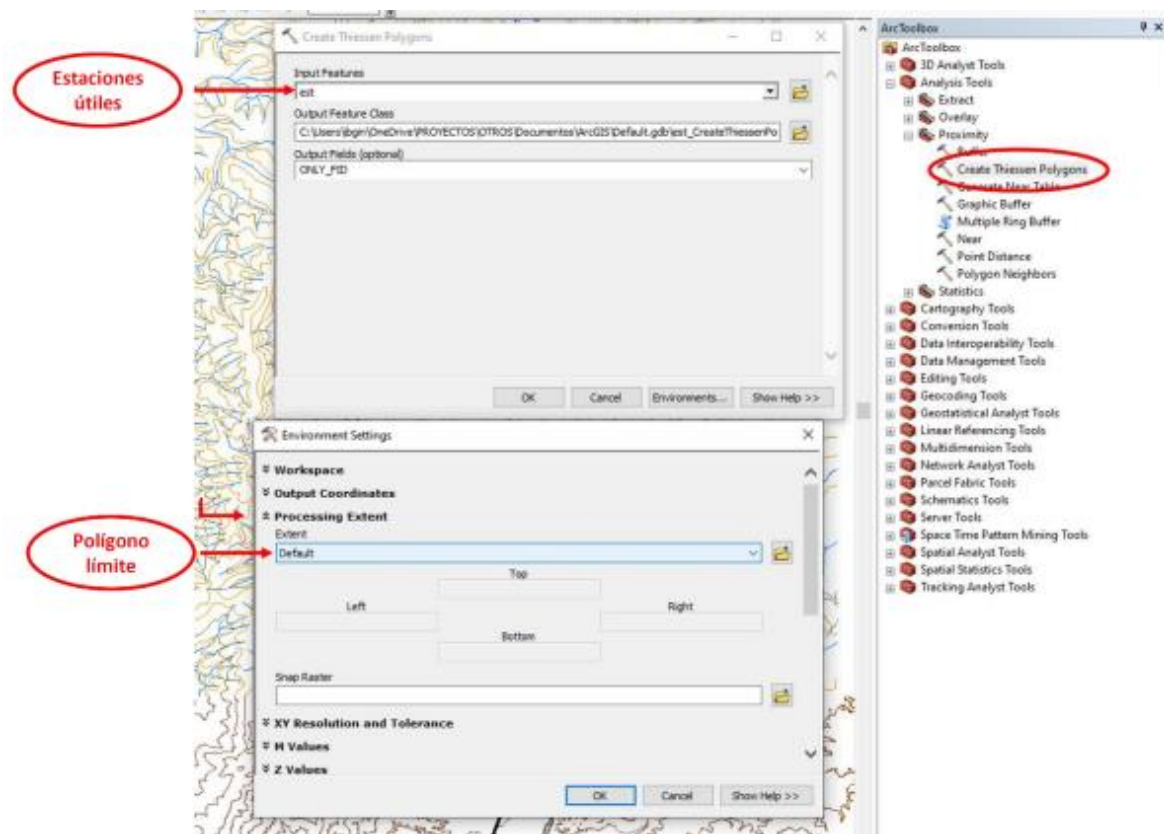 Create Thiessen Polygons
Input Features
est
Output Feature Class
C:\Users\ibgin\OneDrive\PROYECTOS\OTROS\Documentos\ArcGIS\Default.gdb\est_CreateThiessenPo
Output Fields (optional)
ONLY_FID
OK Cancel Environments... Show Help >>
Estaciones
útiles
Environment Settings
Workspace
Output Coordinates
Processing Extent
Extent
Default
Top
Left Right
Bottom
Snap Raster
XY Resolution and Tolerance
M Values
Z Values
OK Cancel Show Help >>
Polígono
límite
ArcToolbox
ArcToolbox
3D Analyst Tools
Analysis Tools
Extract
Overlay
Proximity
Buffer
Create Thiessen Polygons
Generate Near Table
Graphic Buffer
Multiple Ring Buffer
Near
Point Distance
Polygon Neighbors
Statistics
Cartography Tools
Conversion Tools
Data Interoperability Tools
Data Management Tools
Editing Tools
Geocoding Tools
Geostatistical Analyst Tools
Linear Referencing Tools
Multidimension Tools
Network Analyst Tools
Parcel Fabric Tools
Schematics Tools
Server Tools
Space Time Pattern Mining Tools
Spatial Analyst Tools
Spatial Statistics Tools
Tracking Analyst Tools